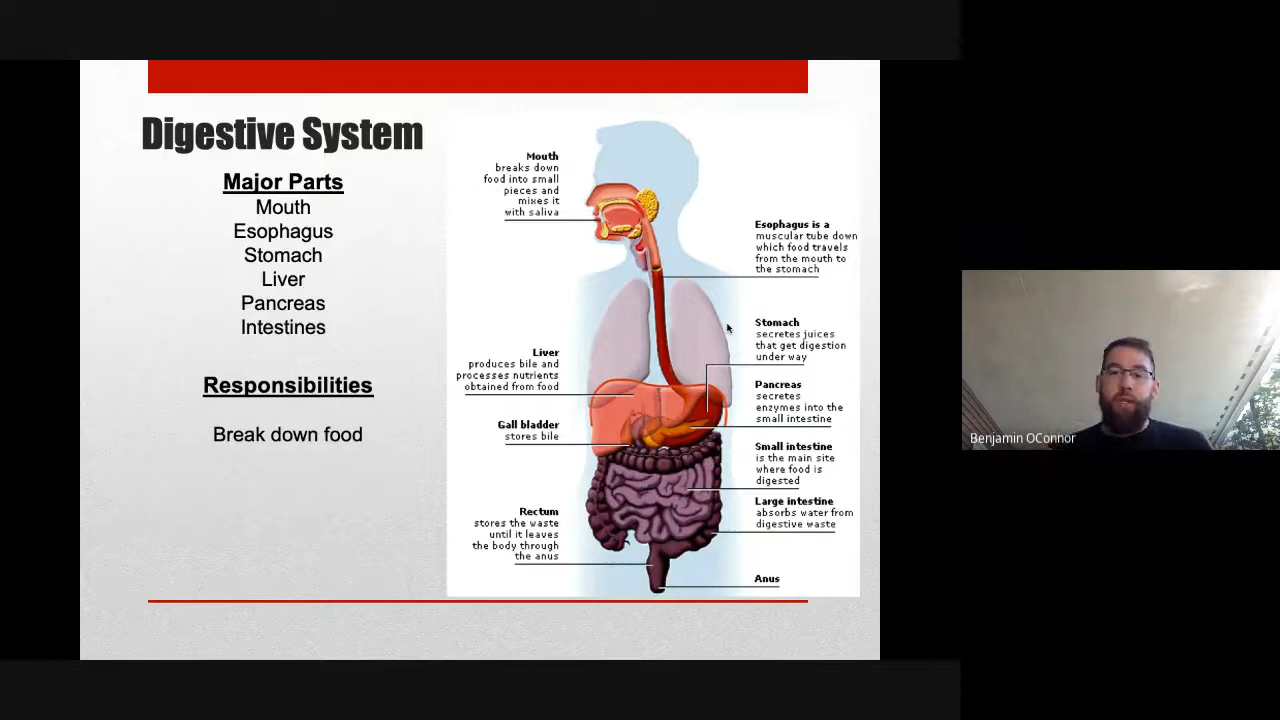 Digestive System
Major Parts
Mouth
Esophagus
Stomach
Liver
Pancreas
Intestines
Responsibilities
Break down food
Mouth
breaks down
food into small
pieces and
mixes it
with saliva
Liver
produces bile and
processes nutrients
obtained from food
Gall bladder
stores bile
Rectum
stores the waste
until it leaves
the body through
the anus
Esophagus is a
muscular tube down
which food travels
from the mouth to
the stomach
Stomach
secretes juices
that get digestion
under way
Pancreas
secretes
enzymes into the
small intestine
Small intestine
is the main site
where food is
digested
Large intestine
absorbs water from
digestive waste
Anus
Benjamin OConnor